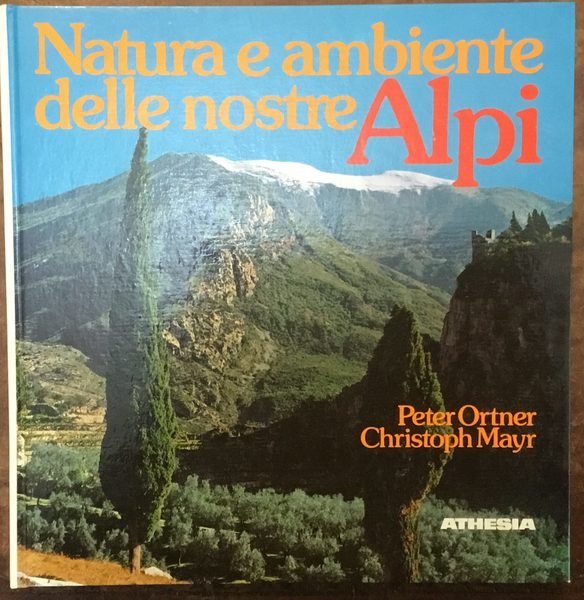 Natura e ambiente
delle nostre Alpi
Peter Ortner
Christoph Mayr
ATHESIA